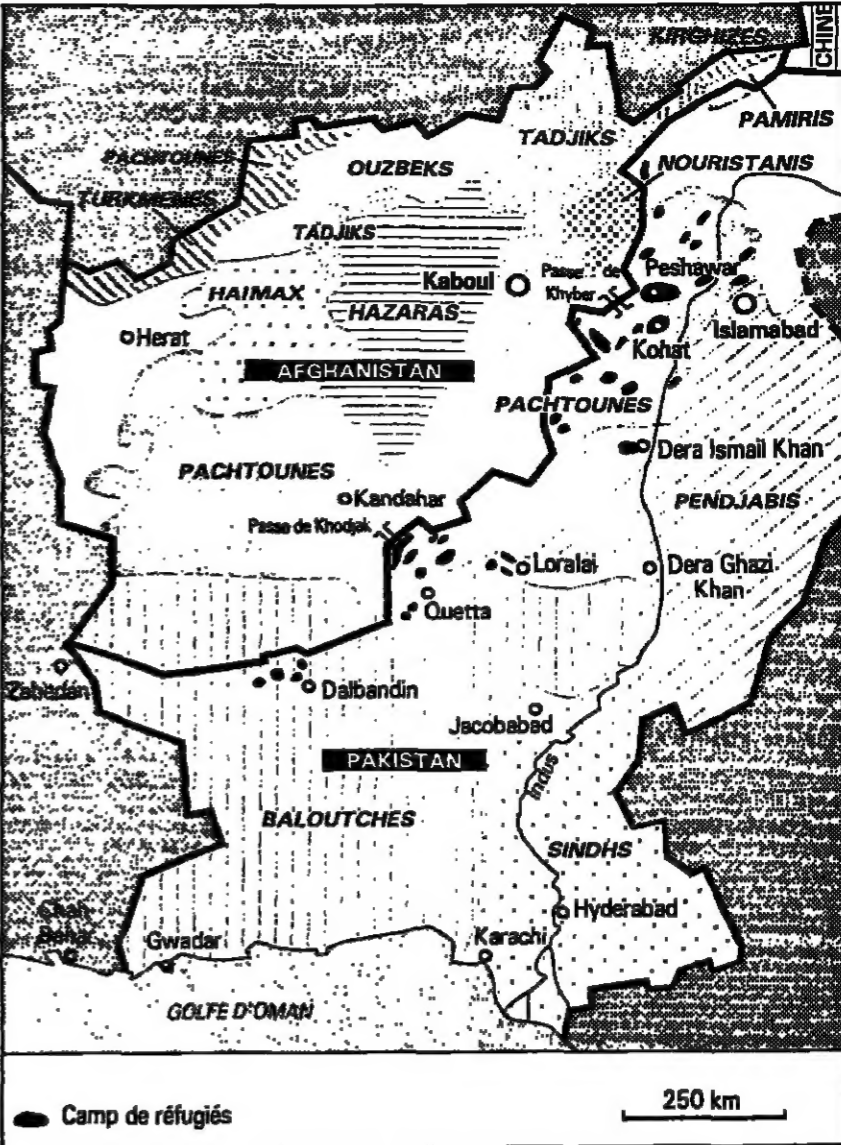 KIRGHIZES
CHINE
PAMIRIS
TADJIKS
NOURISTANIS
PACHTOUNES
OUZBEKS
TURKMENES
TADJIKS
Kaboul
Passe de
Khyber
Peshawar
HAIMAX
HAZARAS
Islamabad
Herat
Kohat
AFGHANISTAN
PACHTOUNES
Dera Ismail Khan
PACHTOUNES
Kandahar
PENDJABIS
Passe de Khodjak
Loralai
Dera Ghazi
Khan
Quetta
Zahedan
Dalbandin
Jacobabad
PAKISTAN
Indus
BALOUTCHES
SINDHS
Hyderabad
Gwadar
Karachi
GOLFE D'OMAN
Camp de réfugiés
250 km